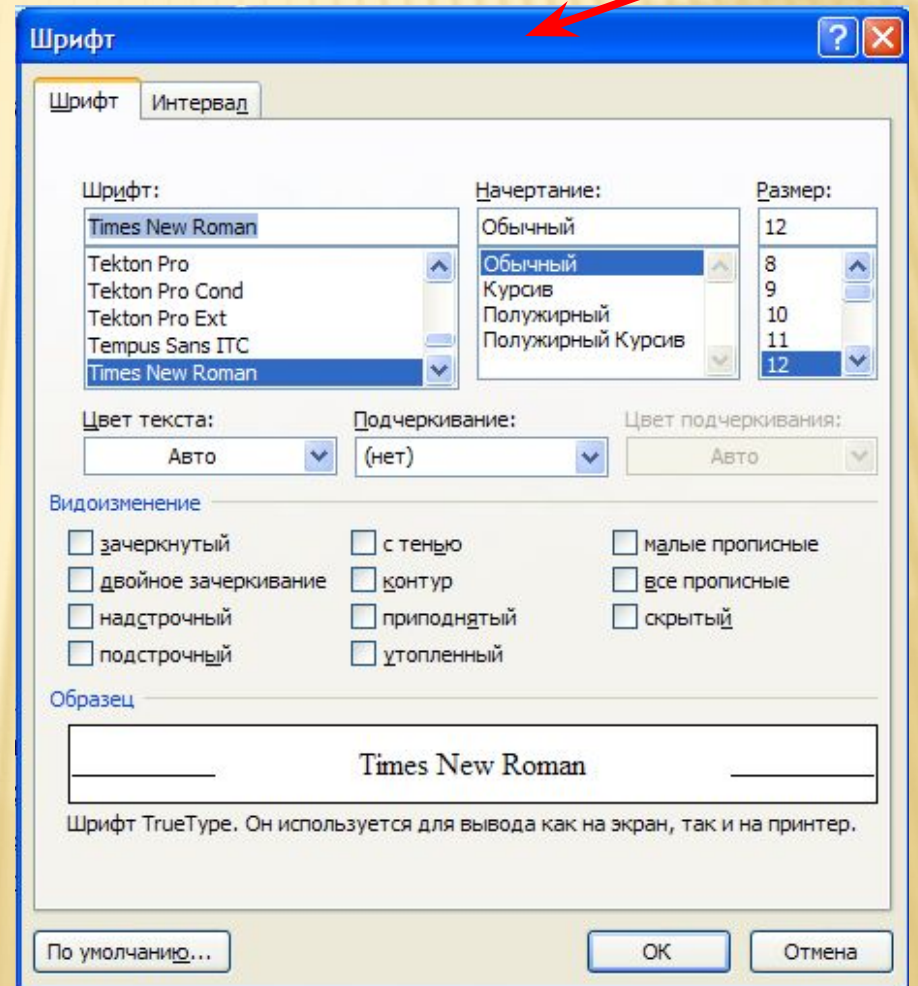 Шрифт
Шрифт Интервал
Шрифт: Начертание: Размер:
Times New Roman Обычный 12
Tekton Pro Обычный 8
Tekton Pro Cond Курсив 9
Tekton Pro Ext Полужирный 10
Tempus Sans ITC Полужирный Курсив 11
Times New Roman 12
Цвет текста: Подчеркивание: Цвет подчеркивания:
Авто (нет) Авто
Видоизменение
зачеркнутый с тенью малые прописные
двойное зачеркивание контур все прописные
надстрочный приподнятый скрытый
подстрочный утопленный
Образец
Times New Roman
Шрифт TrueType. Он используется для вывода как на экран, так и на принтер.
По умолчанию... ОК Отмена